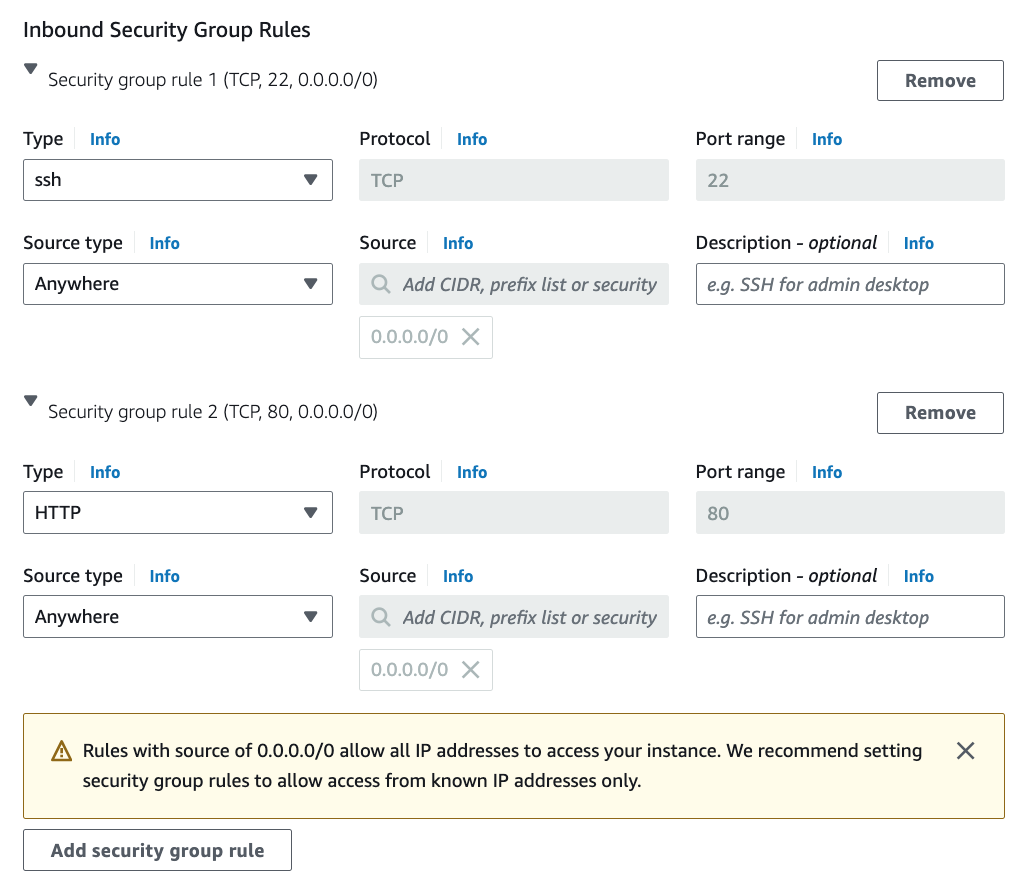 Inbound Security Group Rules
Security group rule 1 (TCP, 22, 0.0.0.0/0)
Remove
Type Info
Protocol Info
Port range Info
ssh
TCP
22
Source type Info
Source Info
Description - optional Info
Anywhere
Add CIDR, prefix list or security
e.g. SSH for admin desktop
0.0.0.0/0
Security group rule 2 (TCP, 80, 0.0.0.0/0)
Remove
Type Info
Protocol Info
Port range Info
HTTP
TCP
80
Source type Info
Source Info
Description - optional Info
Anywhere
Add CIDR, prefix list or security
e.g. SSH for admin desktop
0.0.0.0/0
Rules with source of 0.0.0.0/0 allow all IP addresses to access your instance. We recommend setting
security group rules to allow access from known IP addresses only.
Add security group rule